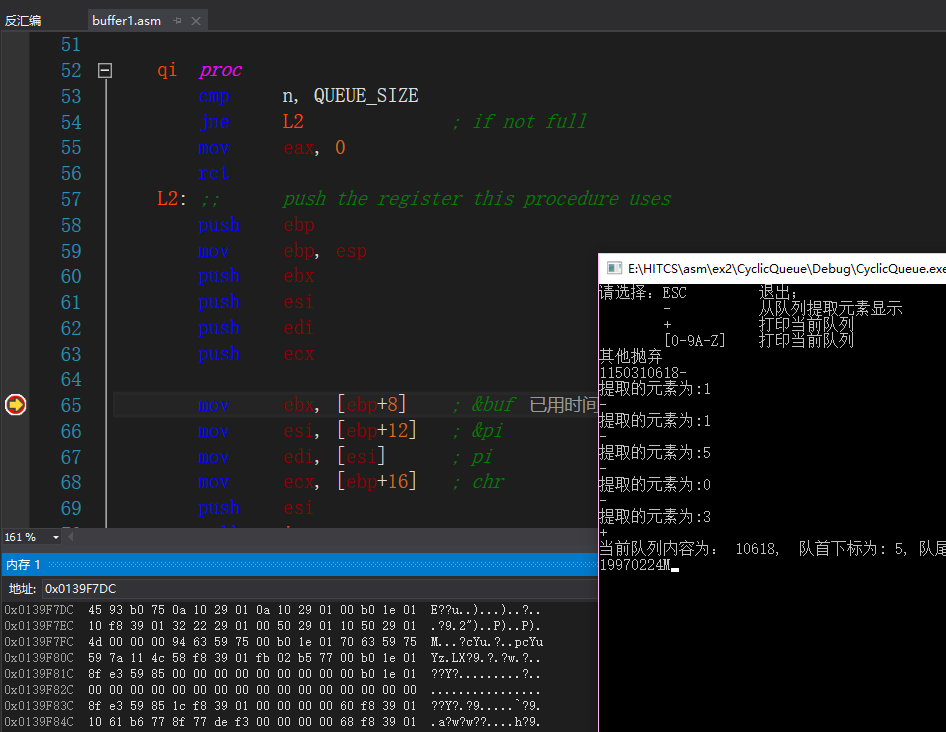 反汇编 buffer1.asm
51
52 qi proc
53 cmp n, QUEUE_SIZE
54 jne L2 ; if not full
55 mov eax, 0
56 ret
57 L2: ;; push the register this procedure uses
58 push ebp
59 mov ebp, esp
60 push ebx
61 push esi
62 push edi
63 push ecx
64
65 mov ebx, [ebp+8] ; &buf 已用时间
66 mov esi, [ebp+12] ; &pi
67 mov edi, [esi] ; pi
68 mov ecx, [ebp+16] ; chr
69 push esi
161 %
内存 1
地址: 0x0139F7DC
0x0139F7DC 45 93 b0 75 0a 10 29 01 0a 10 29 01 00 b0 1e 01 E??u..)...)..?..
0x0139F7EC 10 f8 39 01 32 22 29 01 00 50 29 01 10 50 29 01 .?9.2")..P)..P).
0x0139F7FC 4d 00 00 00 94 63 59 75 00 b0 1e 01 70 63 59 75 M...?cYu.?..pcYu
0x0139F80C 59 7a 11 4c 58 f8 39 01 fb 02 b5 77 00 b0 1e 01 Yz.LX?9.?.?w.?..
0x0139F81C 8f e3 59 85 00 00 00 00 00 00 00 00 00 b0 1e 01 ??Y?.........?..
0x0139F82C 00 00 00 00 00 00 00 00 00 00 00 00 00 00 00 00 ................
0x0139F83C 8f e3 59 85 1c f8 39 01 00 00 00 00 60 f8 39 01 ??Y?.?9.....`?9.
0x0139F84C 10 61 b6 77 8f 77 de f3 00 00 00 00 68 f8 39 01 .a?w?w??....h?9.
E:\HITCS\asm\ex2\CyclicQueue\Debug\CyclicQueue.exe
请选择: ESC 退出;
- 从队列提取元素显示
+ 打印当前队列
[0-9A-Z] 打印当前队列
其他抛弃
1150310618-
提取的元素为:1
-
提取的元素为:1
-
提取的元素为:5
-
提取的元素为:0
-
提取的元素为:3
+
当前队列内容为: 10618, 队首下标为: 5, 队尾
19970224M